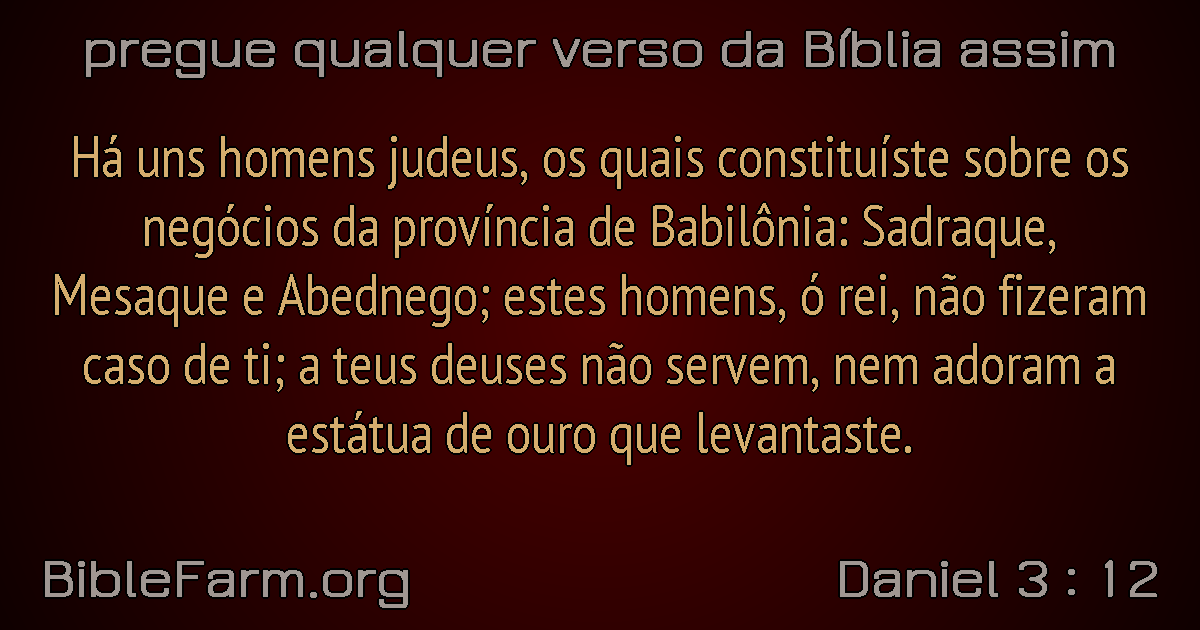 pregue qualquer verso da Bíblia assim
Há uns homens judeus, os quais constituíste sobre os
negócios da província de Babilônia: Sadraque,
Mesaque e Abednego; estes homens, ó rei, não fizeram
caso de ti; a teus deuses não servem, nem adoram a
estátua de ouro que levantaste.
BibleFarm.org
Daniel 3 : 12